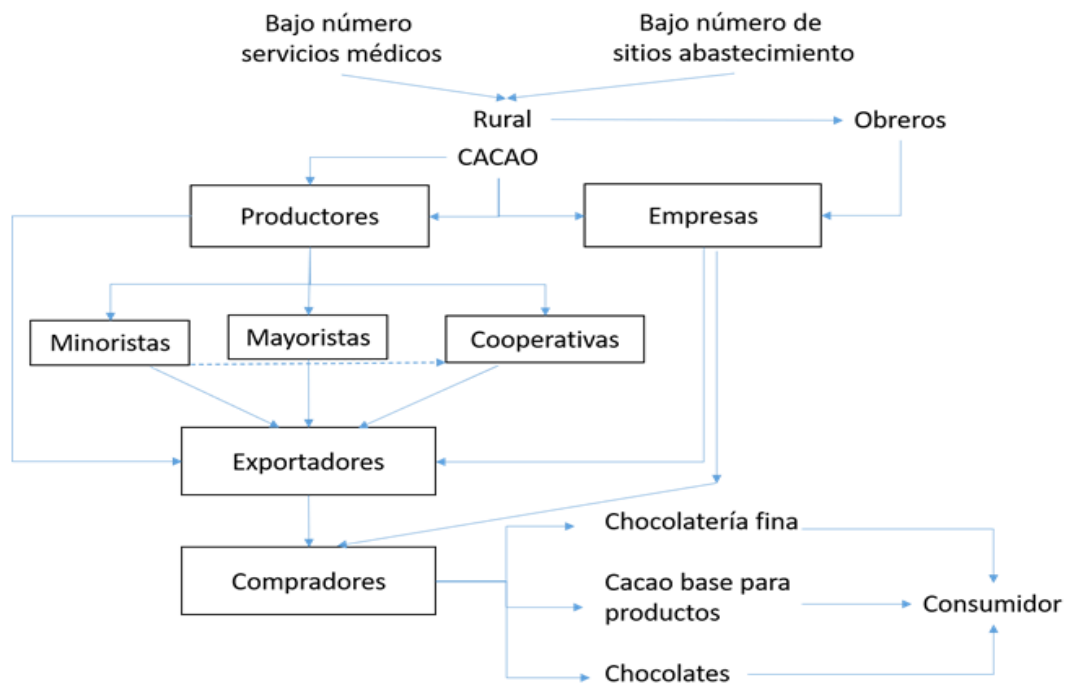 Bajo número
servicios médicos
Bajo número de
sitios abastecimiento
Rural
Obreros
CACAO
Productores
Empresas
Minoristas
Mayoristas
Cooperativas
Exportadores
Compradores
Chocolatería fina
Cacao base para
productos
Consumidor
Chocolates